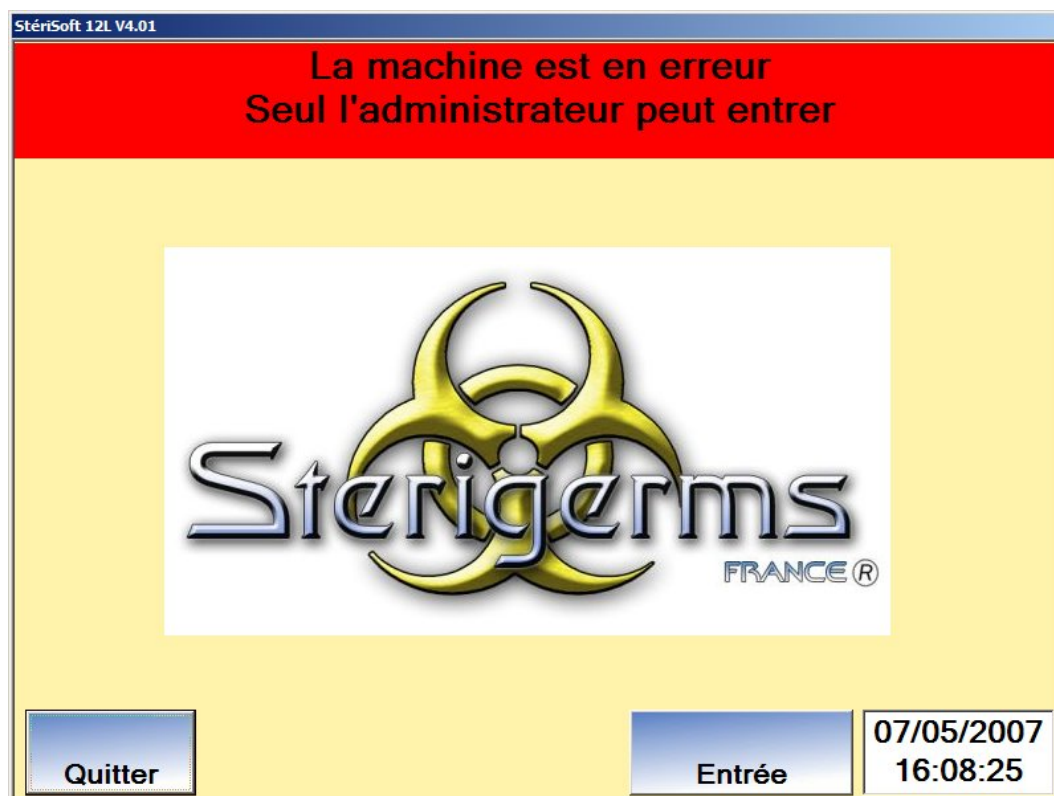 StériSoft 12L V4.01
La machine est en erreur
Seul l'administrateur peut entrer
Sterigerms
FRANCE ®
Quitter
Entrée
07/05/2007
16:08:25